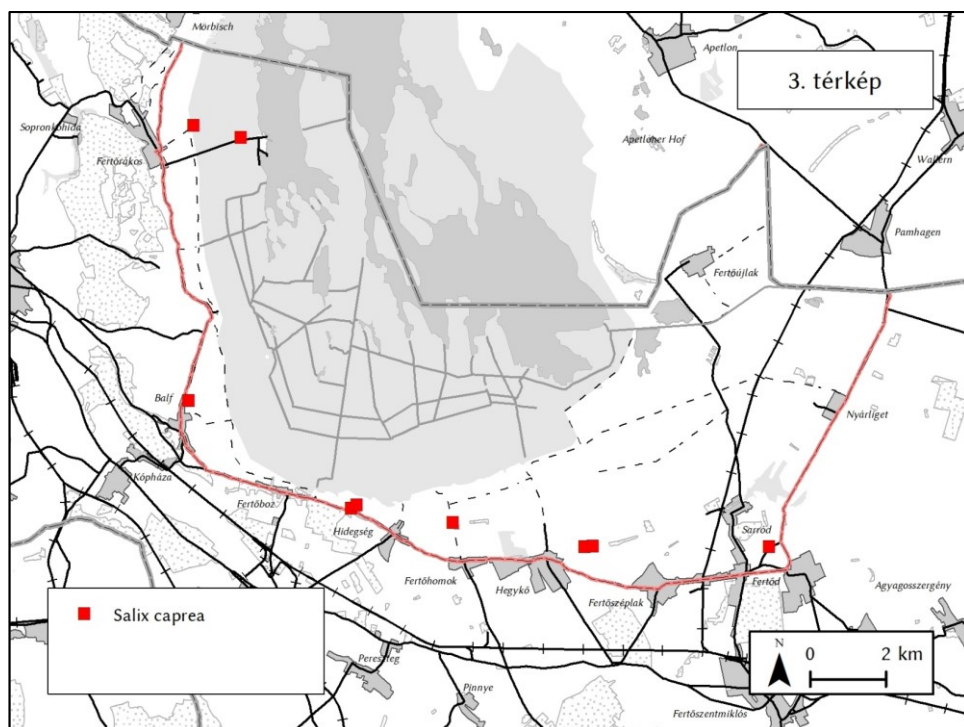 Mörbisch
Apetlon
3. térkép
Sopronkőhida
Apetloner Hof
Wallern
Fertőrákos
Pamhagen
Fertőújlak
Balf
Nyárliget
Kópháza
Fertőboz
Hidegség
Sarród
Fertőhomok
Hegykő
Fertőszéplak
Fertőd
Agyagosszergény
Salix caprea
Pereszteg
N
0 2 km
Pinnye
Fertőszentmiklós